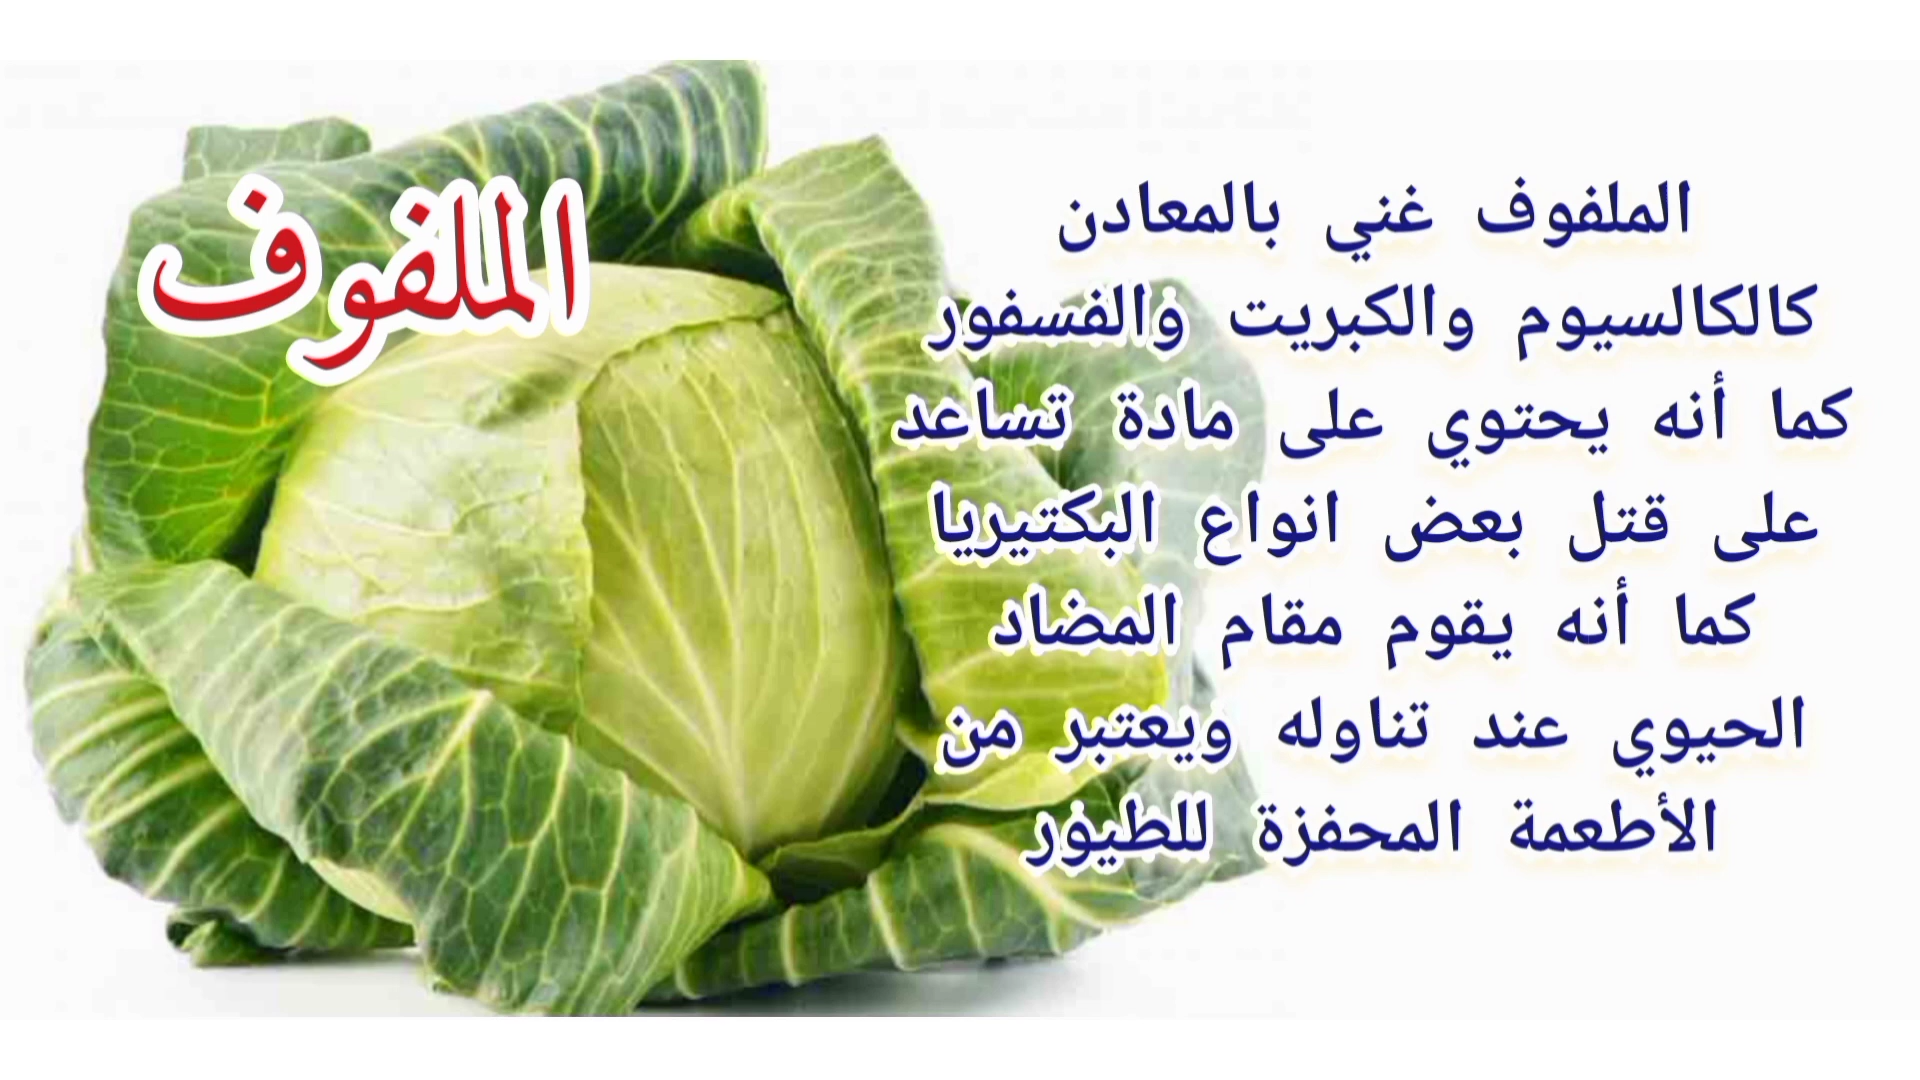 الملفوف
الملفوف غني بالمعادن
كالكالسيوم والكبريت والفسفور
كما أنه يحتوي على مادة تساعد
على قتل بعض انواع البكتيريا
كما أنه يقوم مقام المضاد
الحيوي عند تناوله ويعتبر من
الأطعمة المحفزة للطيور